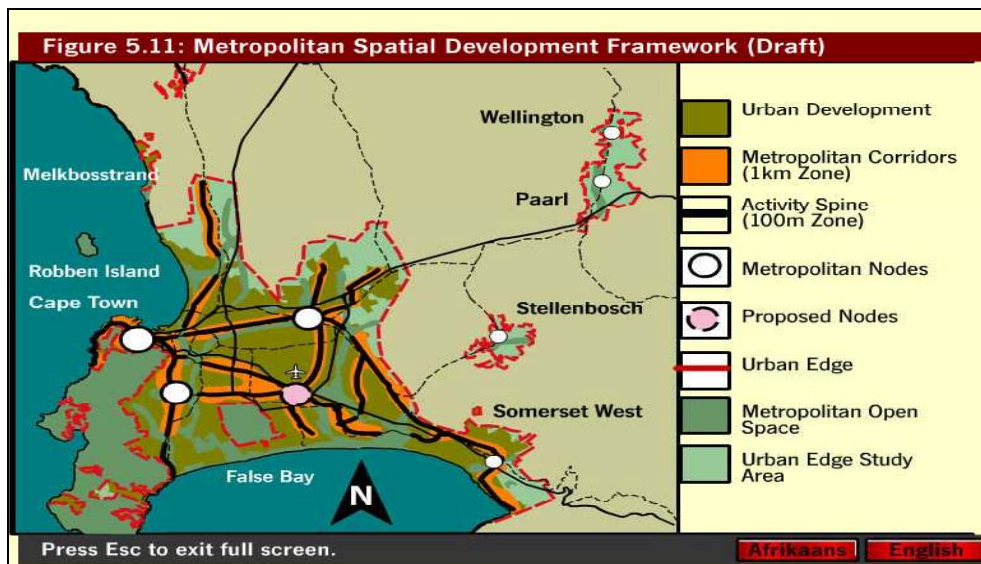 Figure 5.11: Metropolitan Spatial Development Framework (Draft)
Wellington
Melkbosstrand
Paarl
Robben Island
Cape Town
Stellenbosch
Somerset West
False Bay
N
Urban Development
Metropolitan Corridors
(1km Zone)
Activity Spine
(100m Zone)
Metropolitan Nodes
Proposed Nodes
Urban Edge
Metropolitan Open
Space
Urban Edge Study
Area
Press Esc to exit full screen.
Afrikaans
English